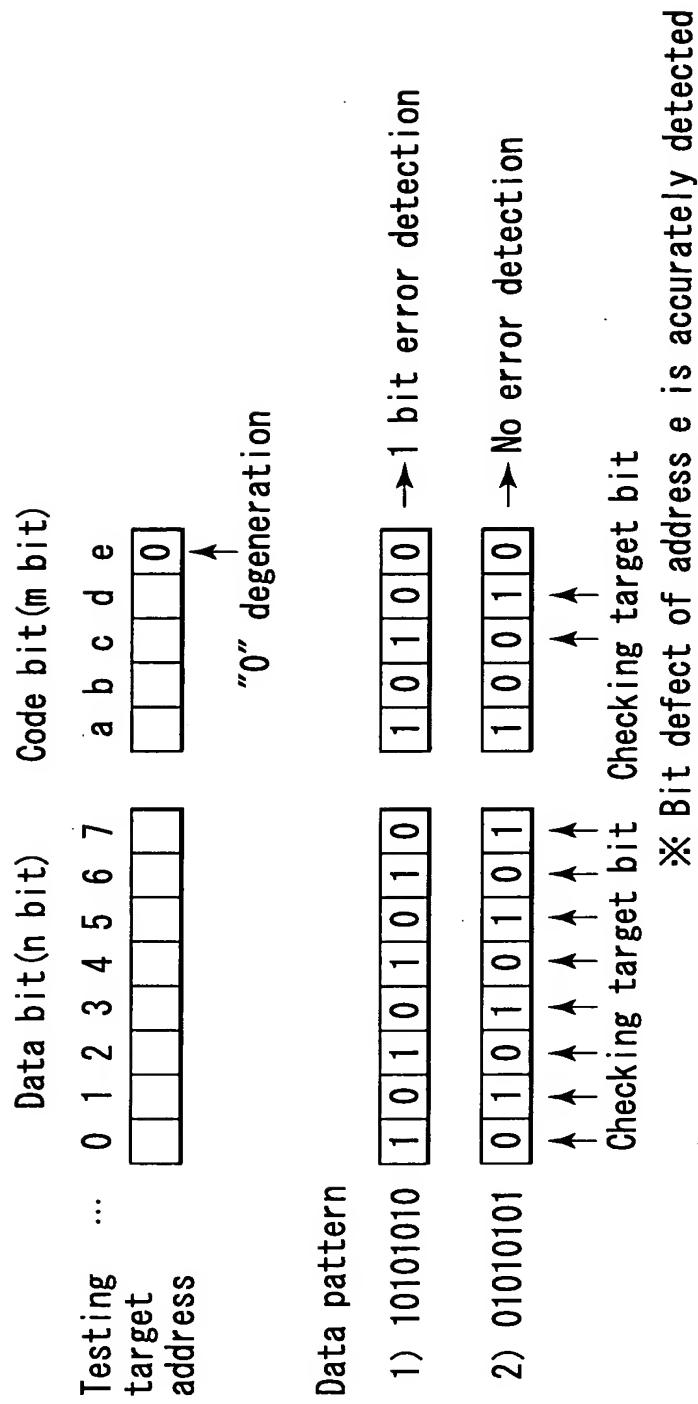 Data bit(n bit) Code bit(m bit)
Testing ... 0 1 2 3 4 5 6 7 a b c d e
target 0
address
"0" degeneration
Data pattern
1) 10101010 1 0 1 0 1 0 1 0 1 0 1 0 0 → 1 bit error detection
2) 01010101 0 1 0 1 0 1 0 1 1 0 0 1 0 → No error detection
Checking target bit Checking target bit
※ Bit defect of address e is accurately detected